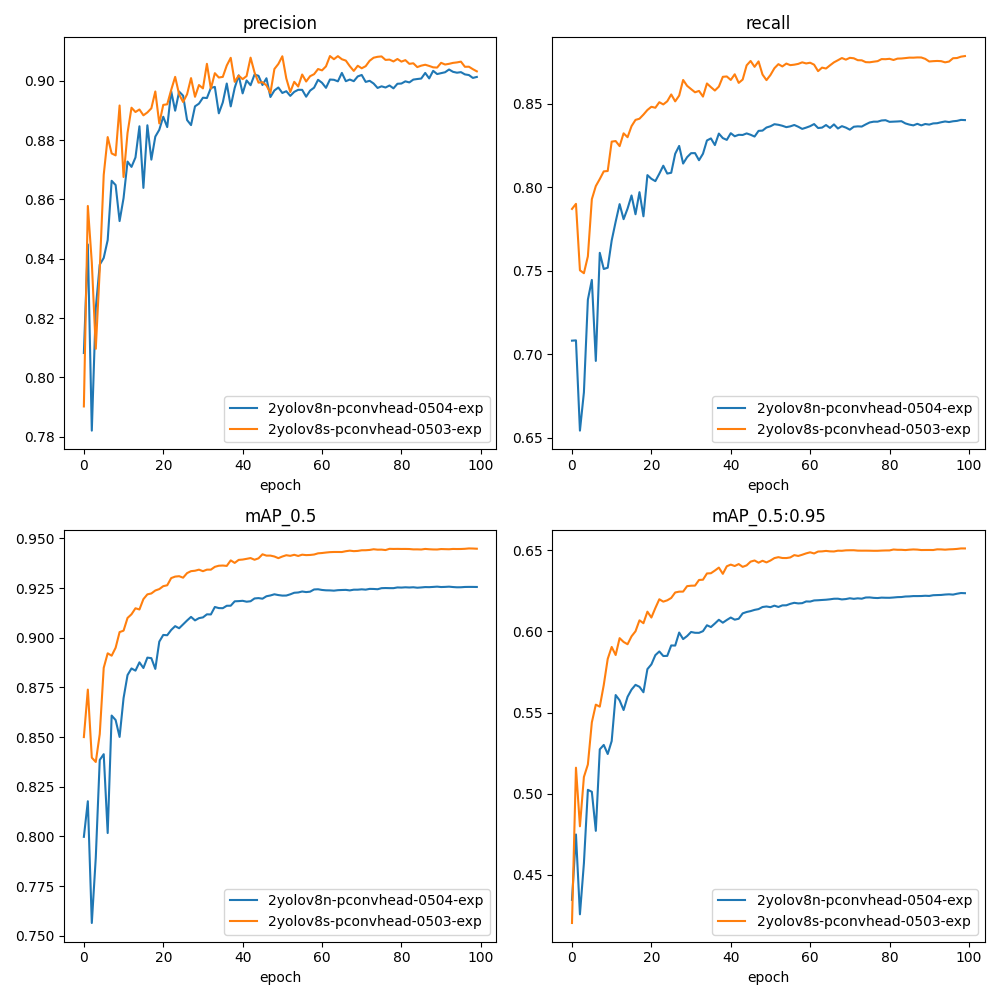 precision
0.90
0.88
0.86
0.84
0.82
0.80
0.78
0 20 40 60 80 100
epoch
2yolov8n-pconvhead-0504-exp
2yolov8s-pconvhead-0503-exp
recall
0.85
0.80
0.75
0.70
0.65
0 20 40 60 80 100
epoch
2yolov8n-pconvhead-0504-exp
2yolov8s-pconvhead-0503-exp
mAP_0.5
0.950
0.925
0.900
0.875
0.850
0.825
0.800
0.775
0.750
0 20 40 60 80 100
epoch
2yolov8n-pconvhead-0504-exp
2yolov8s-pconvhead-0503-exp
mAP_0.5:0.95
0.65
0.60
0.55
0.50
0.45
0 20 40 60 80 100
epoch
2yolov8n-pconvhead-0504-exp
2yolov8s-pconvhead-0503-exp